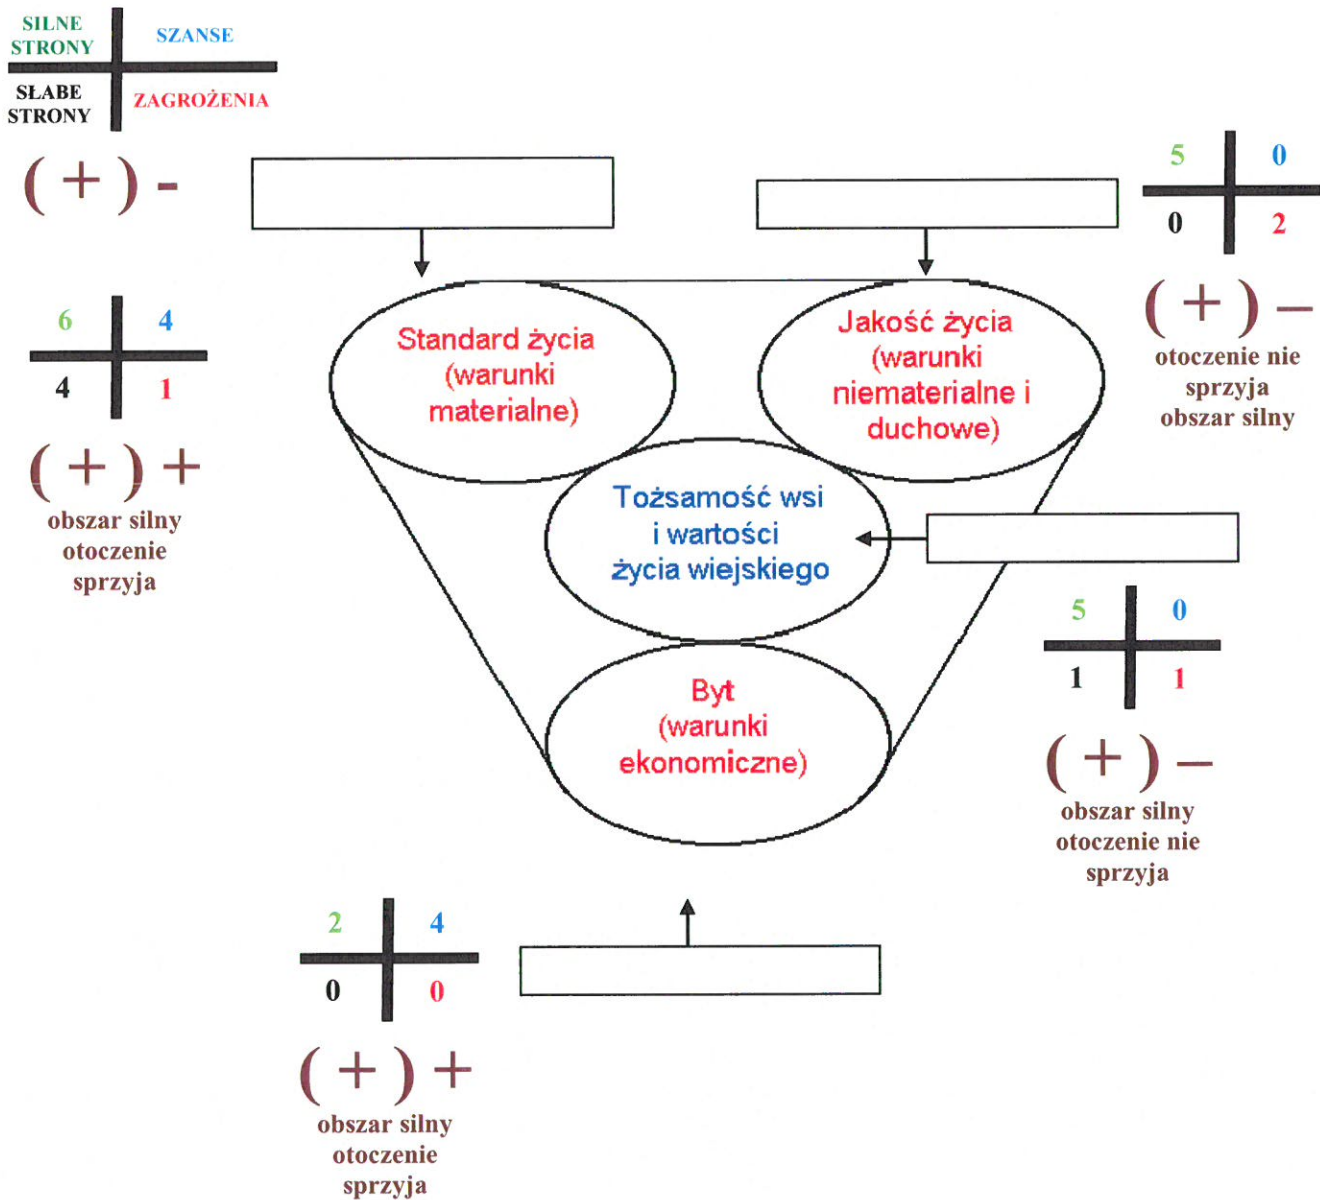 SILNE
STRONY
SZANSE
SŁABE
STRONY
ZAGROŻENIA
( + ) -
5 0
0 2
( + ) –
otoczenie nie
sprzyja
obszar silny
6 4
4 1
( + ) +
obszar silny
otoczenie
sprzyja
Standard życia
(warunki
materialne)
Jakość życia
(warunki
niematerialne i
duchowe)
Tożsamość wsi
i wartości
życia wiejskiego
5 0
1 1
( + ) –
obszar silny
otoczenie nie
sprzyja
Byt
(warunki
ekonomiczne)
2 4
0 0
( + ) +
obszar silny
otoczenie
sprzyja